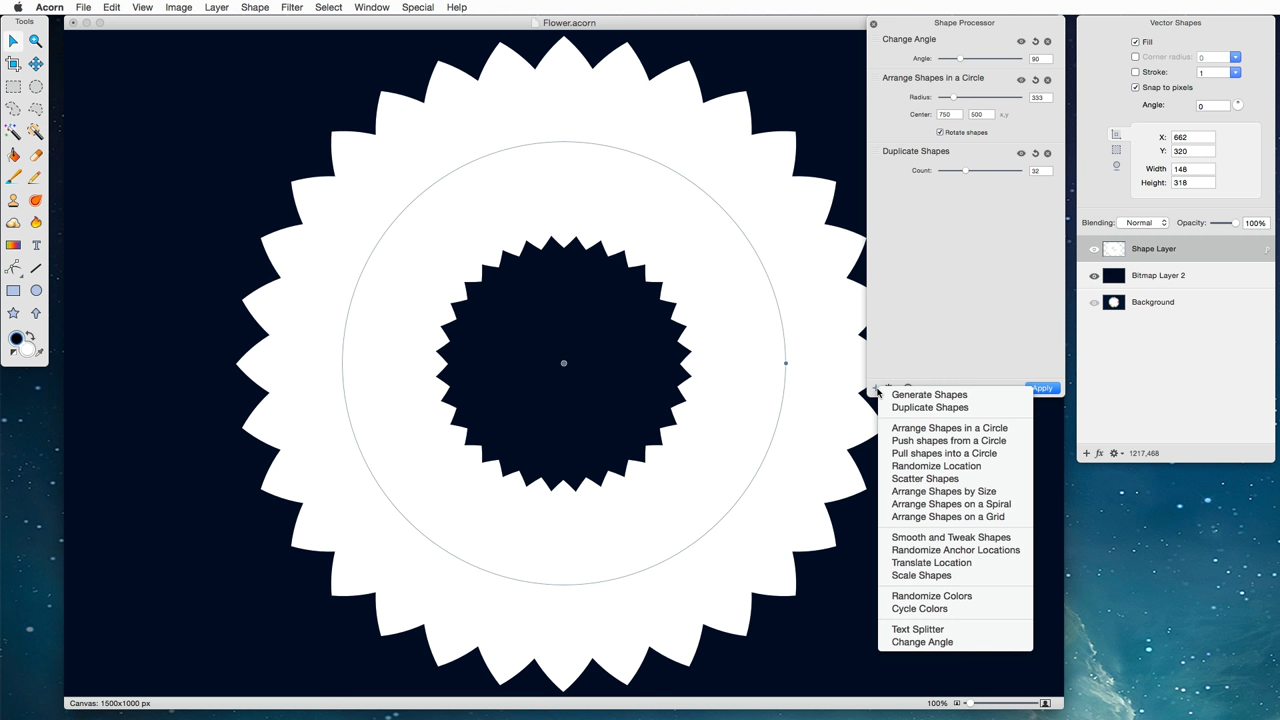 Acorn File Edit View Image Layer Shape Filter Select Window Special Help
Tools
Flower.acorn
Shape Processor
Change Angle
Angle: 90
Arrange Shapes in a Circle
Radius: 333
Center: 750 500 x,y
Rotate shapes
Duplicate Shapes
Count: 32
Apply
Generate Shapes
Duplicate Shapes
Arrange Shapes in a Circle
Push shapes from a Circle
Pull shapes into a Circle
Randomize Location
Scatter Shapes
Arrange Shapes by Size
Arrange Shapes on a Spiral
Arrange Shapes on a Grid
Smooth and Tweak Shapes
Randomize Anchor Locations
Translate Location
Scale Shapes
Randomize Colors
Cycle Colors
Text Splitter
Change Angle
Vector Shapes
Fill
Corner radius: 0
Stroke: 1
Snap to pixels
Angle: 0
X: 662
Y: 320
Width 148
Height: 318
Blending: Normal Opacity: 100%
Shape Layer
Bitmap Layer 2
Background
+ fx 1217,468
Canvas: 1500x1000 px
100%